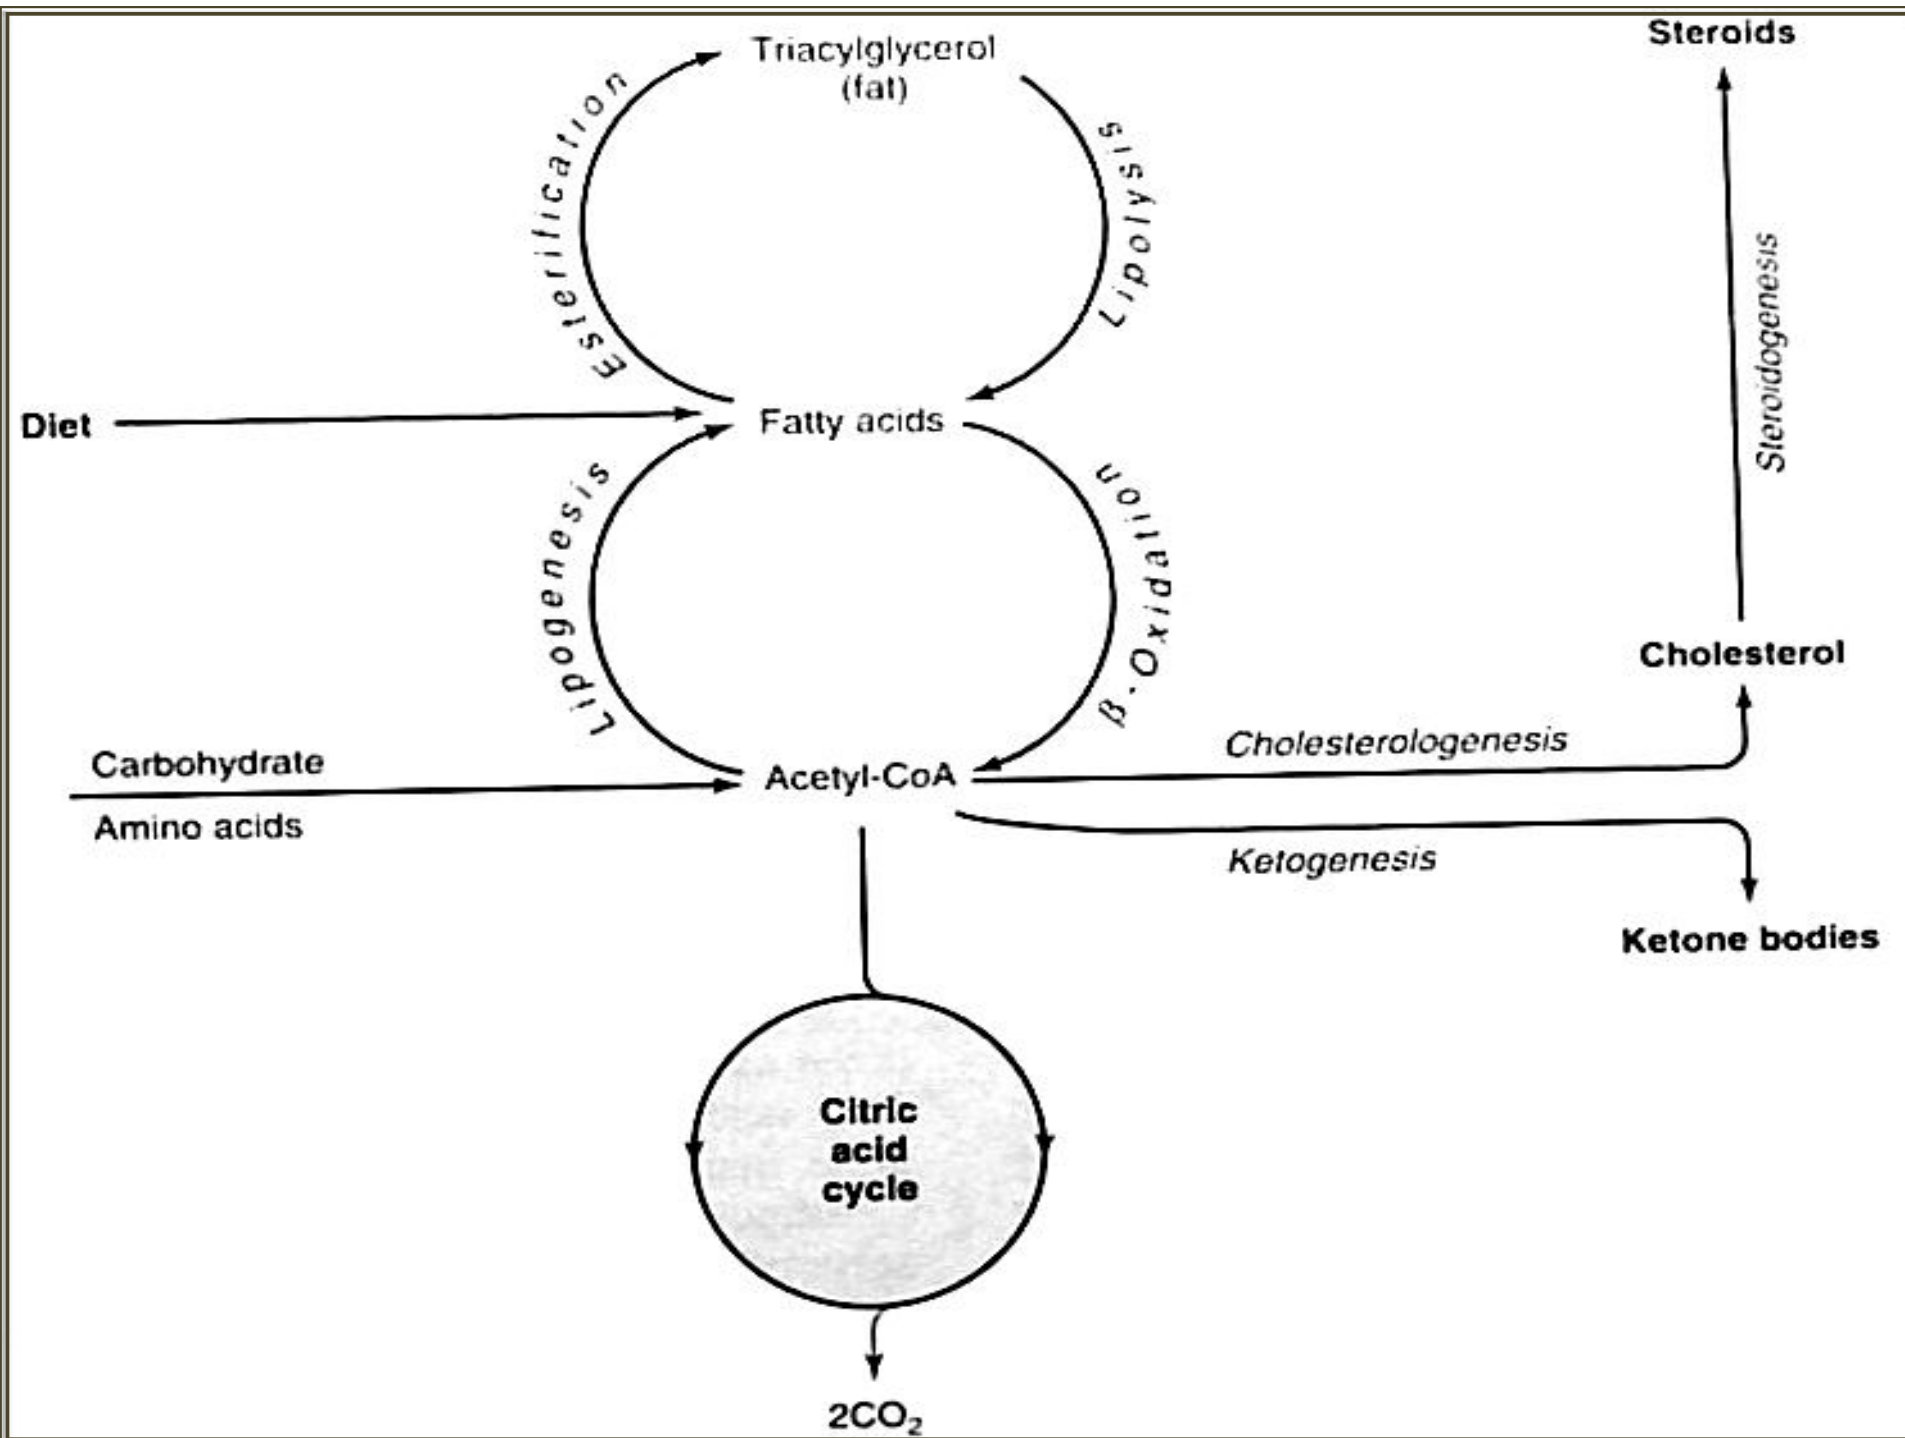 Steroids
Triacylglycerol
(fat)
Esterification
Lipolysis
Steroidogenesis
Diet
Fatty acids
Lipogenesis
β-Oxidation
Cholesterol
Cholesterologenesis
Carbohydrate
Acetyl-CoA
Amino acids
Ketogenesis
Ketone bodies
Citric
acid
cycle
2CO₂